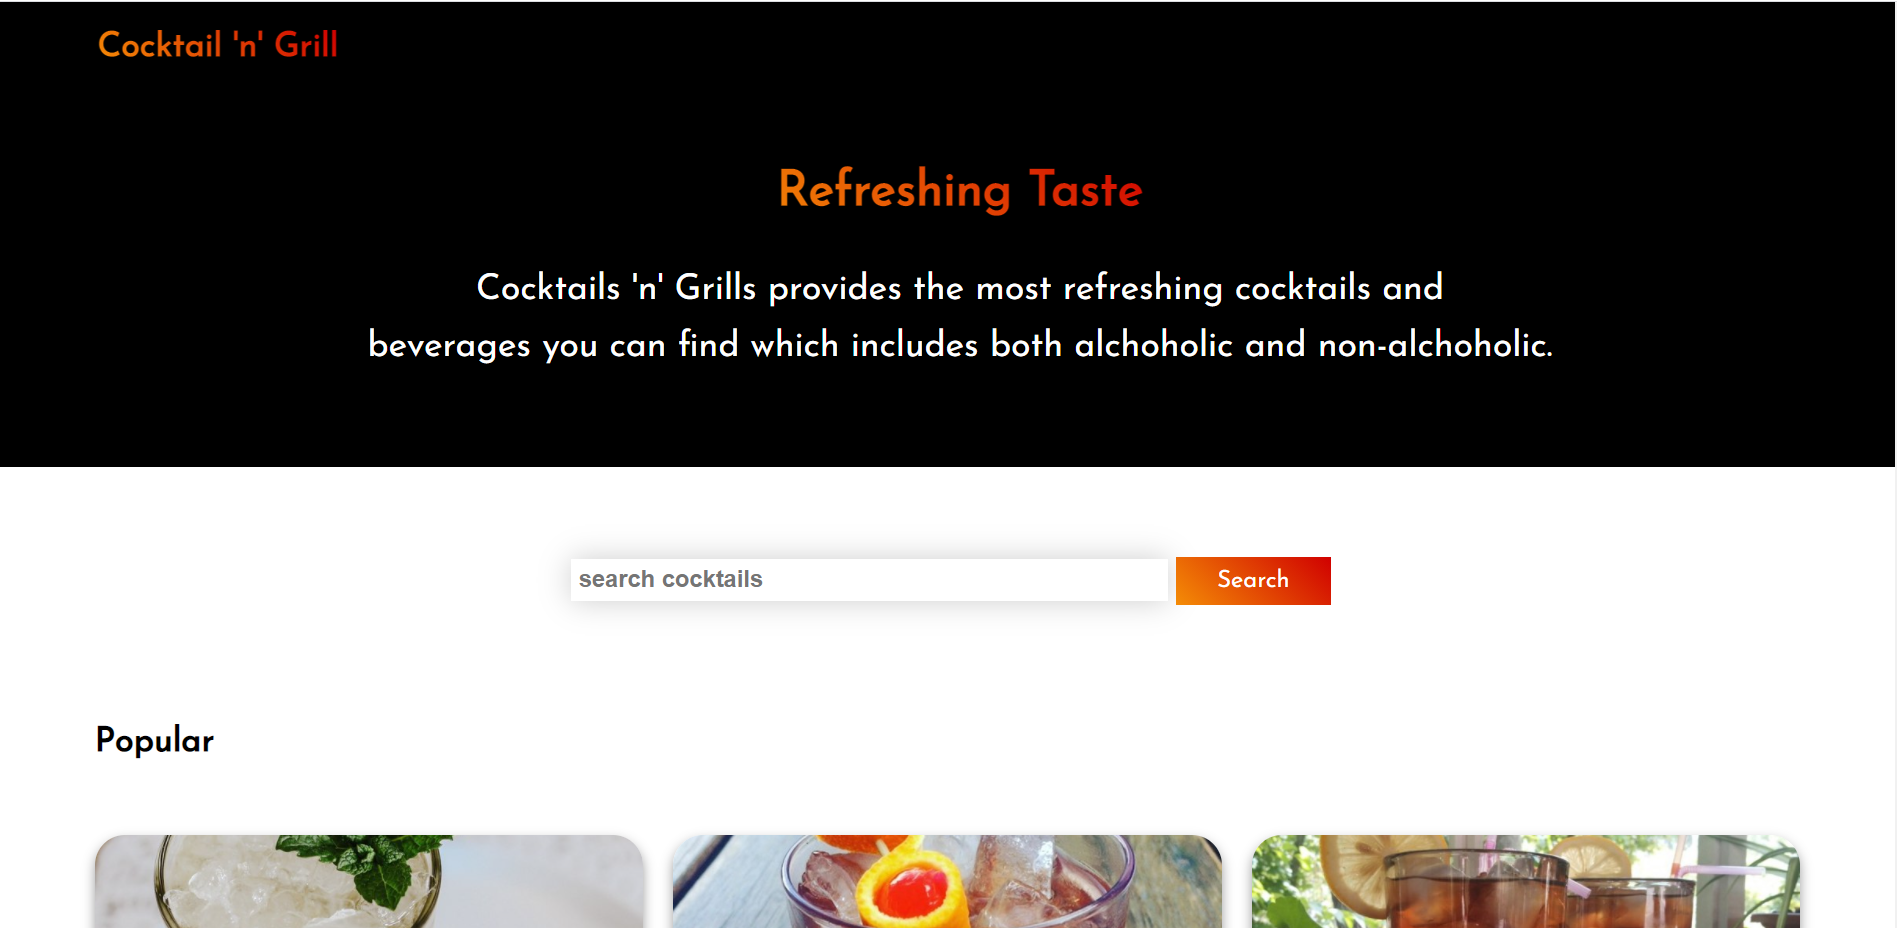 Cocktail 'n' Grill
Refreshing Taste
Cocktails 'n' Grills provides the most refreshing cocktails and
beverages you can find which includes both alchoholic and non-alchoholic.
search cocktails
Search
Popular